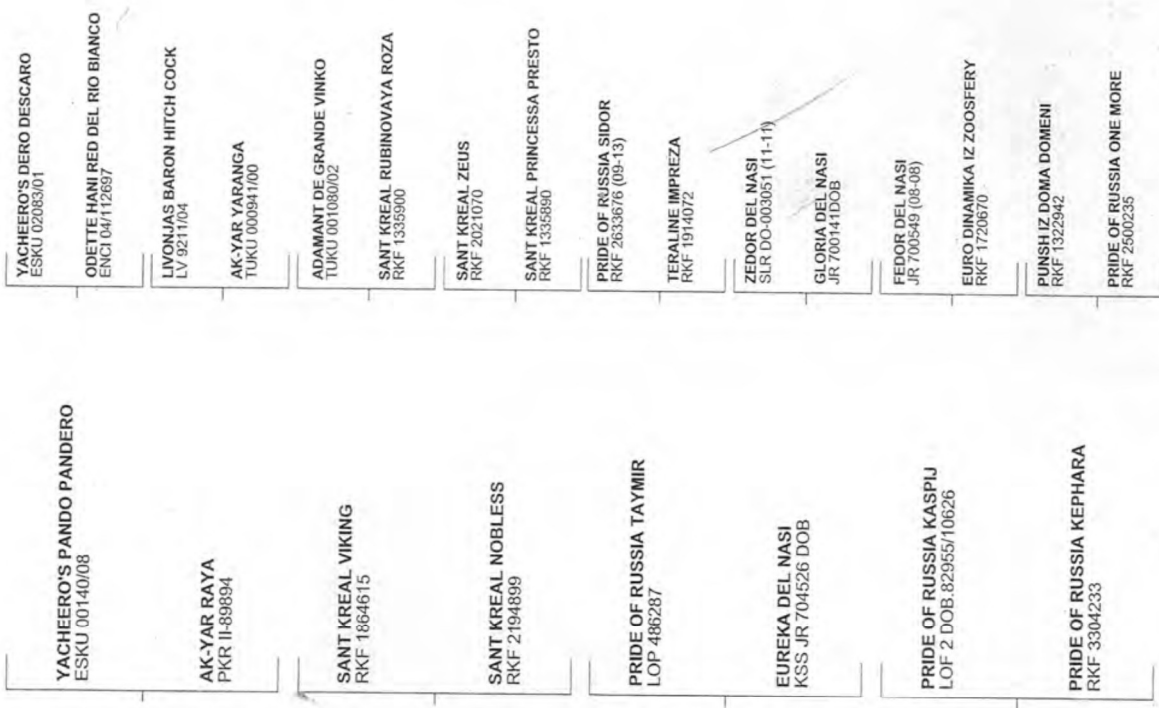 YACHEERO'S DERO DESCARO
ESKU 02083/01
ODETTE HANI RED DEL RIO BIANCO
ENCI 04/112697
LIVONJAS BARON HITCH COCK
LV 9211/04
AK-YAR YARANGA
TUKU 000941/00
ADAMANT DE GRANDE VINKO
TUKU 001080/02
SANT KREAL RUBINOVAYA ROZA
RKF 1335900
SANT KREAL ZEUS
RKF 2021070
SANT KREAL PRINCESSA PRESTO
RKF 1335890
PRIDE OF RUSSIA SIDOR
RKF 2633676 (09-13)
TERALINE IMPREZA
RKF 1914072
ZEDOR DEL NASI
SLR DO-0003051 (11-11)
GLORIA DEL NASI
JR 700141DOB
FEDOR DEL NASI
JR 7700549 (08-08)
EURO DINAMIKA IZ ZOOSFERY
RKF 1720670
PUNSH IZ DOMA DOMENI
RKF 1322942
PRIDE OF RUSSIA ONE MORE
RKF 2500235
YACHEERO'S PANDO PANDERO
ESKU 00140/08
AK-YAR RAYA
PKR II-89894
SANT KREAL VIKING
RKF 1864615
SANT KREAL NOBLESS
RKF 2194899
PRIDE OF RUSSIA TAYMIR
LOP 486287
EUREKA DEL NASI
KSS JR 704526 DOB
PRIDE OF RUSSIA KASPIJ
LOF 2 DOB.82955/10626
PRIDE OF RUSSIA KEPHARA
RKF 3304233